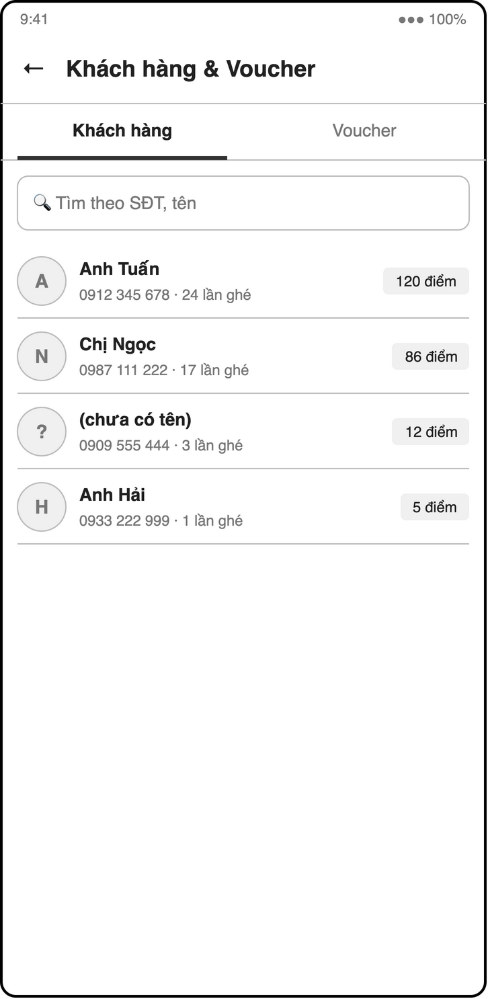 9:41 ●●● 100%
← Khách hàng & Voucher
Khách hàng Voucher
🔍 Tìm theo SĐT, tên
A Anh Tuấn
0912 345 678 · 24 lần ghé
120 điểm
N Chị Ngọc
0987 111 222 · 17 lần ghé
86 điểm
? (chưa có tên)
0909 555 444 · 3 lần ghé
12 điểm
H Anh Hải
0933 222 999 · 1 lần ghé
5 điểm